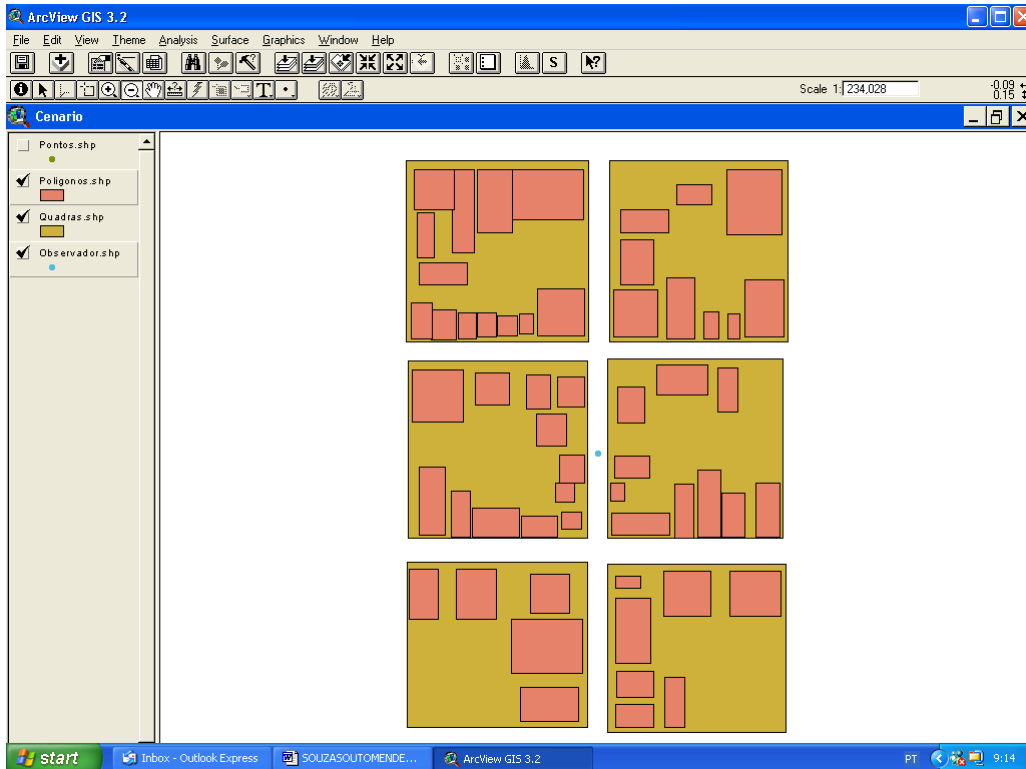 ArcView GIS 3.2
File Edit View Theme Analysis Surface Graphics Window Help
S
T
Scale 1: 234,028
-0.09
0.15
Cenario
Pontos.shp
Poligonos.shp
Quadras.shp
Observador.shp
start
Inbox - Outlook Express
SOUZASOUTOMENDE...
ArcView GIS 3.2
PT
9:14